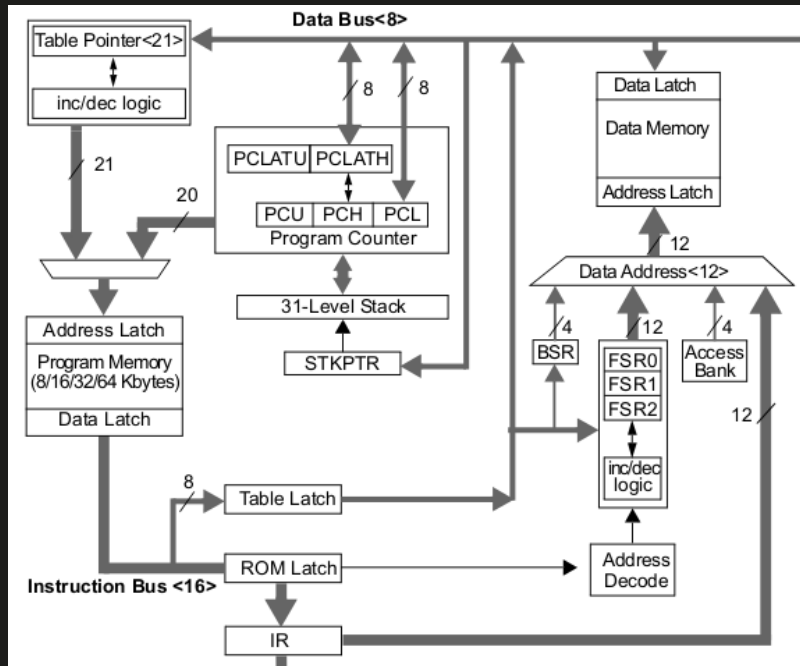 Data Bus<8>
Table Pointer<21>
inc/dec logic
21
20
8
8
PCLATU
PCLATH
PCU
PCH
PCL
Program Counter
31-Level Stack
STKPTR
Address Latch
Program Memory
(8/16/32/64 Kbytes)
Data Latch
8
Table Latch
Instruction Bus <16>
ROM Latch
IR
Data Latch
Data Memory
Address Latch
12
Data Address<12>
4
12
4
BSR
FSR0
FSR1
FSR2
inc/dec
logic
Access
Bank
12
Address
Decode